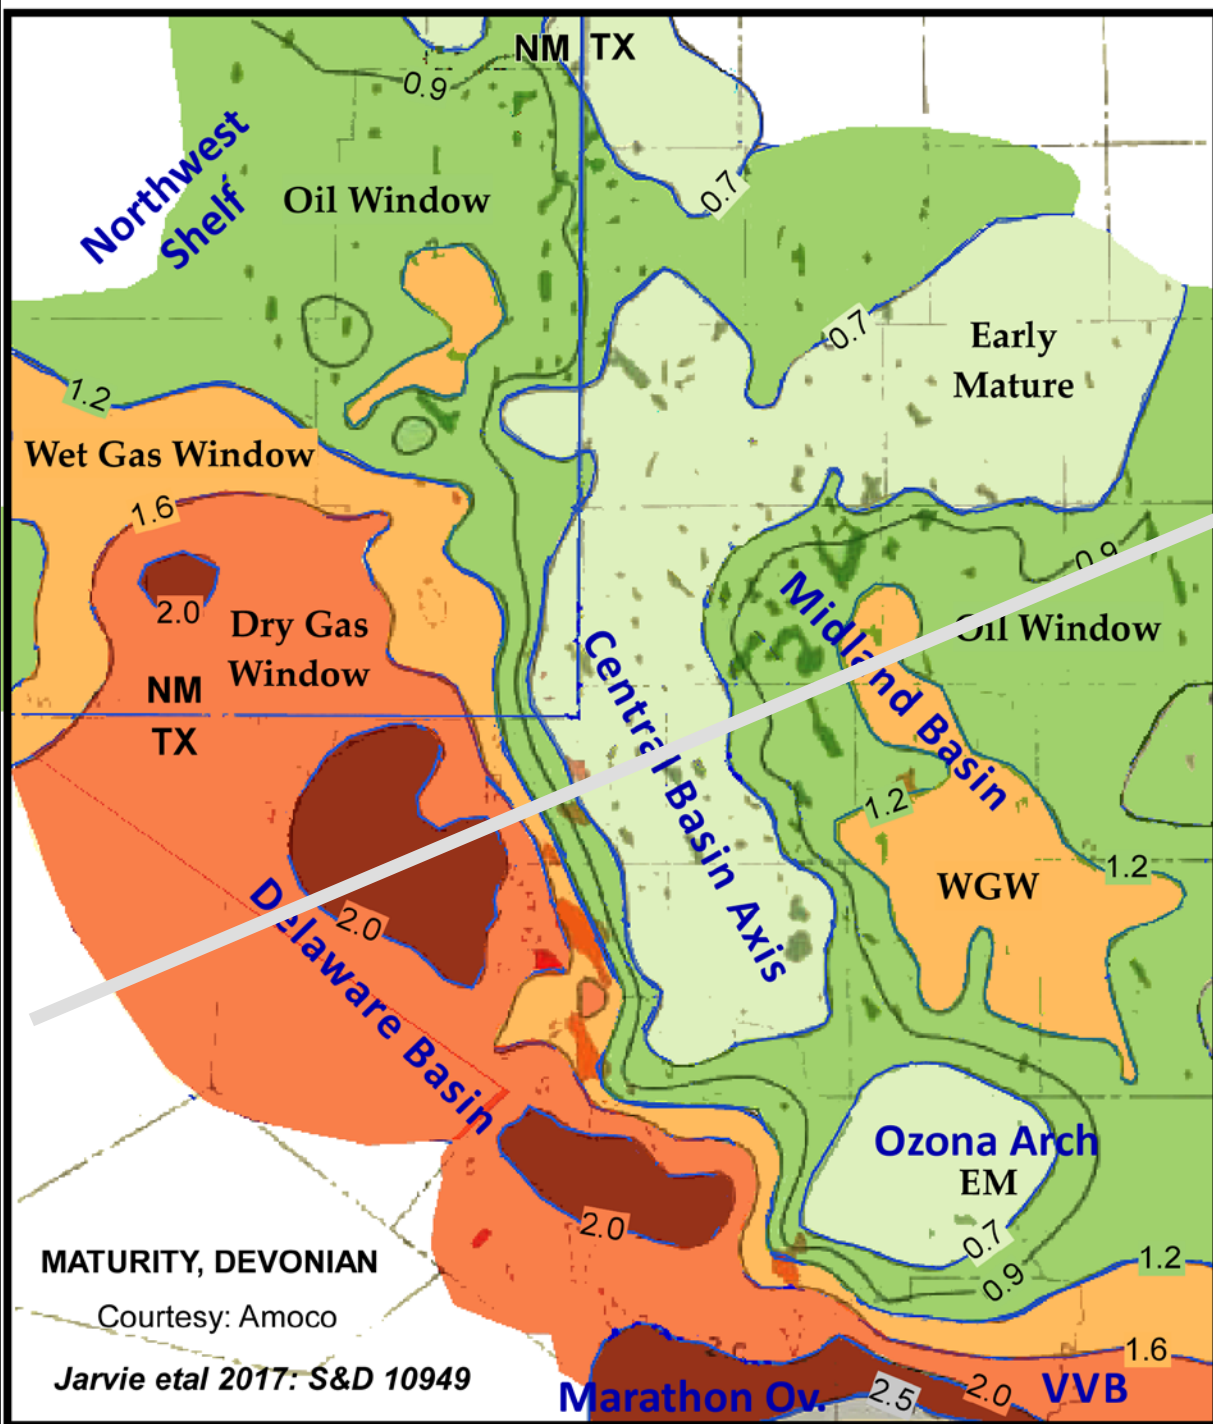 NM TX
0.9
Northwest
Shelf
Oil Window
0.7
0.7
Early
Mature
1.2
Wet Gas Window
1.6
2.0
Dry Gas
Window
NM
TX
0.9
Oil Window
Midland Basin
Central Basin Axis
1.2
1.2
WGW
2.0
Delaware Basin
Ozona Arch
EM
2.0
0.7
0.9
1.2
MATURITY, DEVONIAN
Courtesy: Amoco
Jarvie etal 2017: S&D 10949
1.6
Marathon Ov.
2.5
2.0
VVB